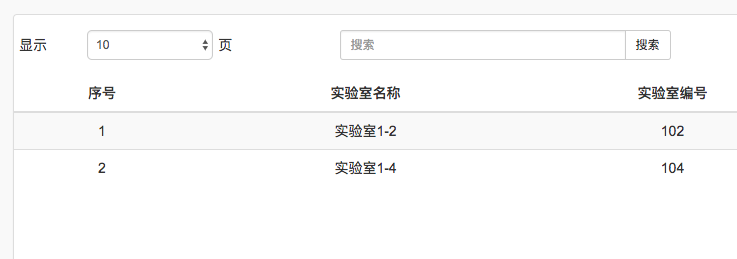 显示 10 页 搜索 搜索
序号 实验室名称 实验室编号
1 实验室1-2 102
2 实验室1-4 104